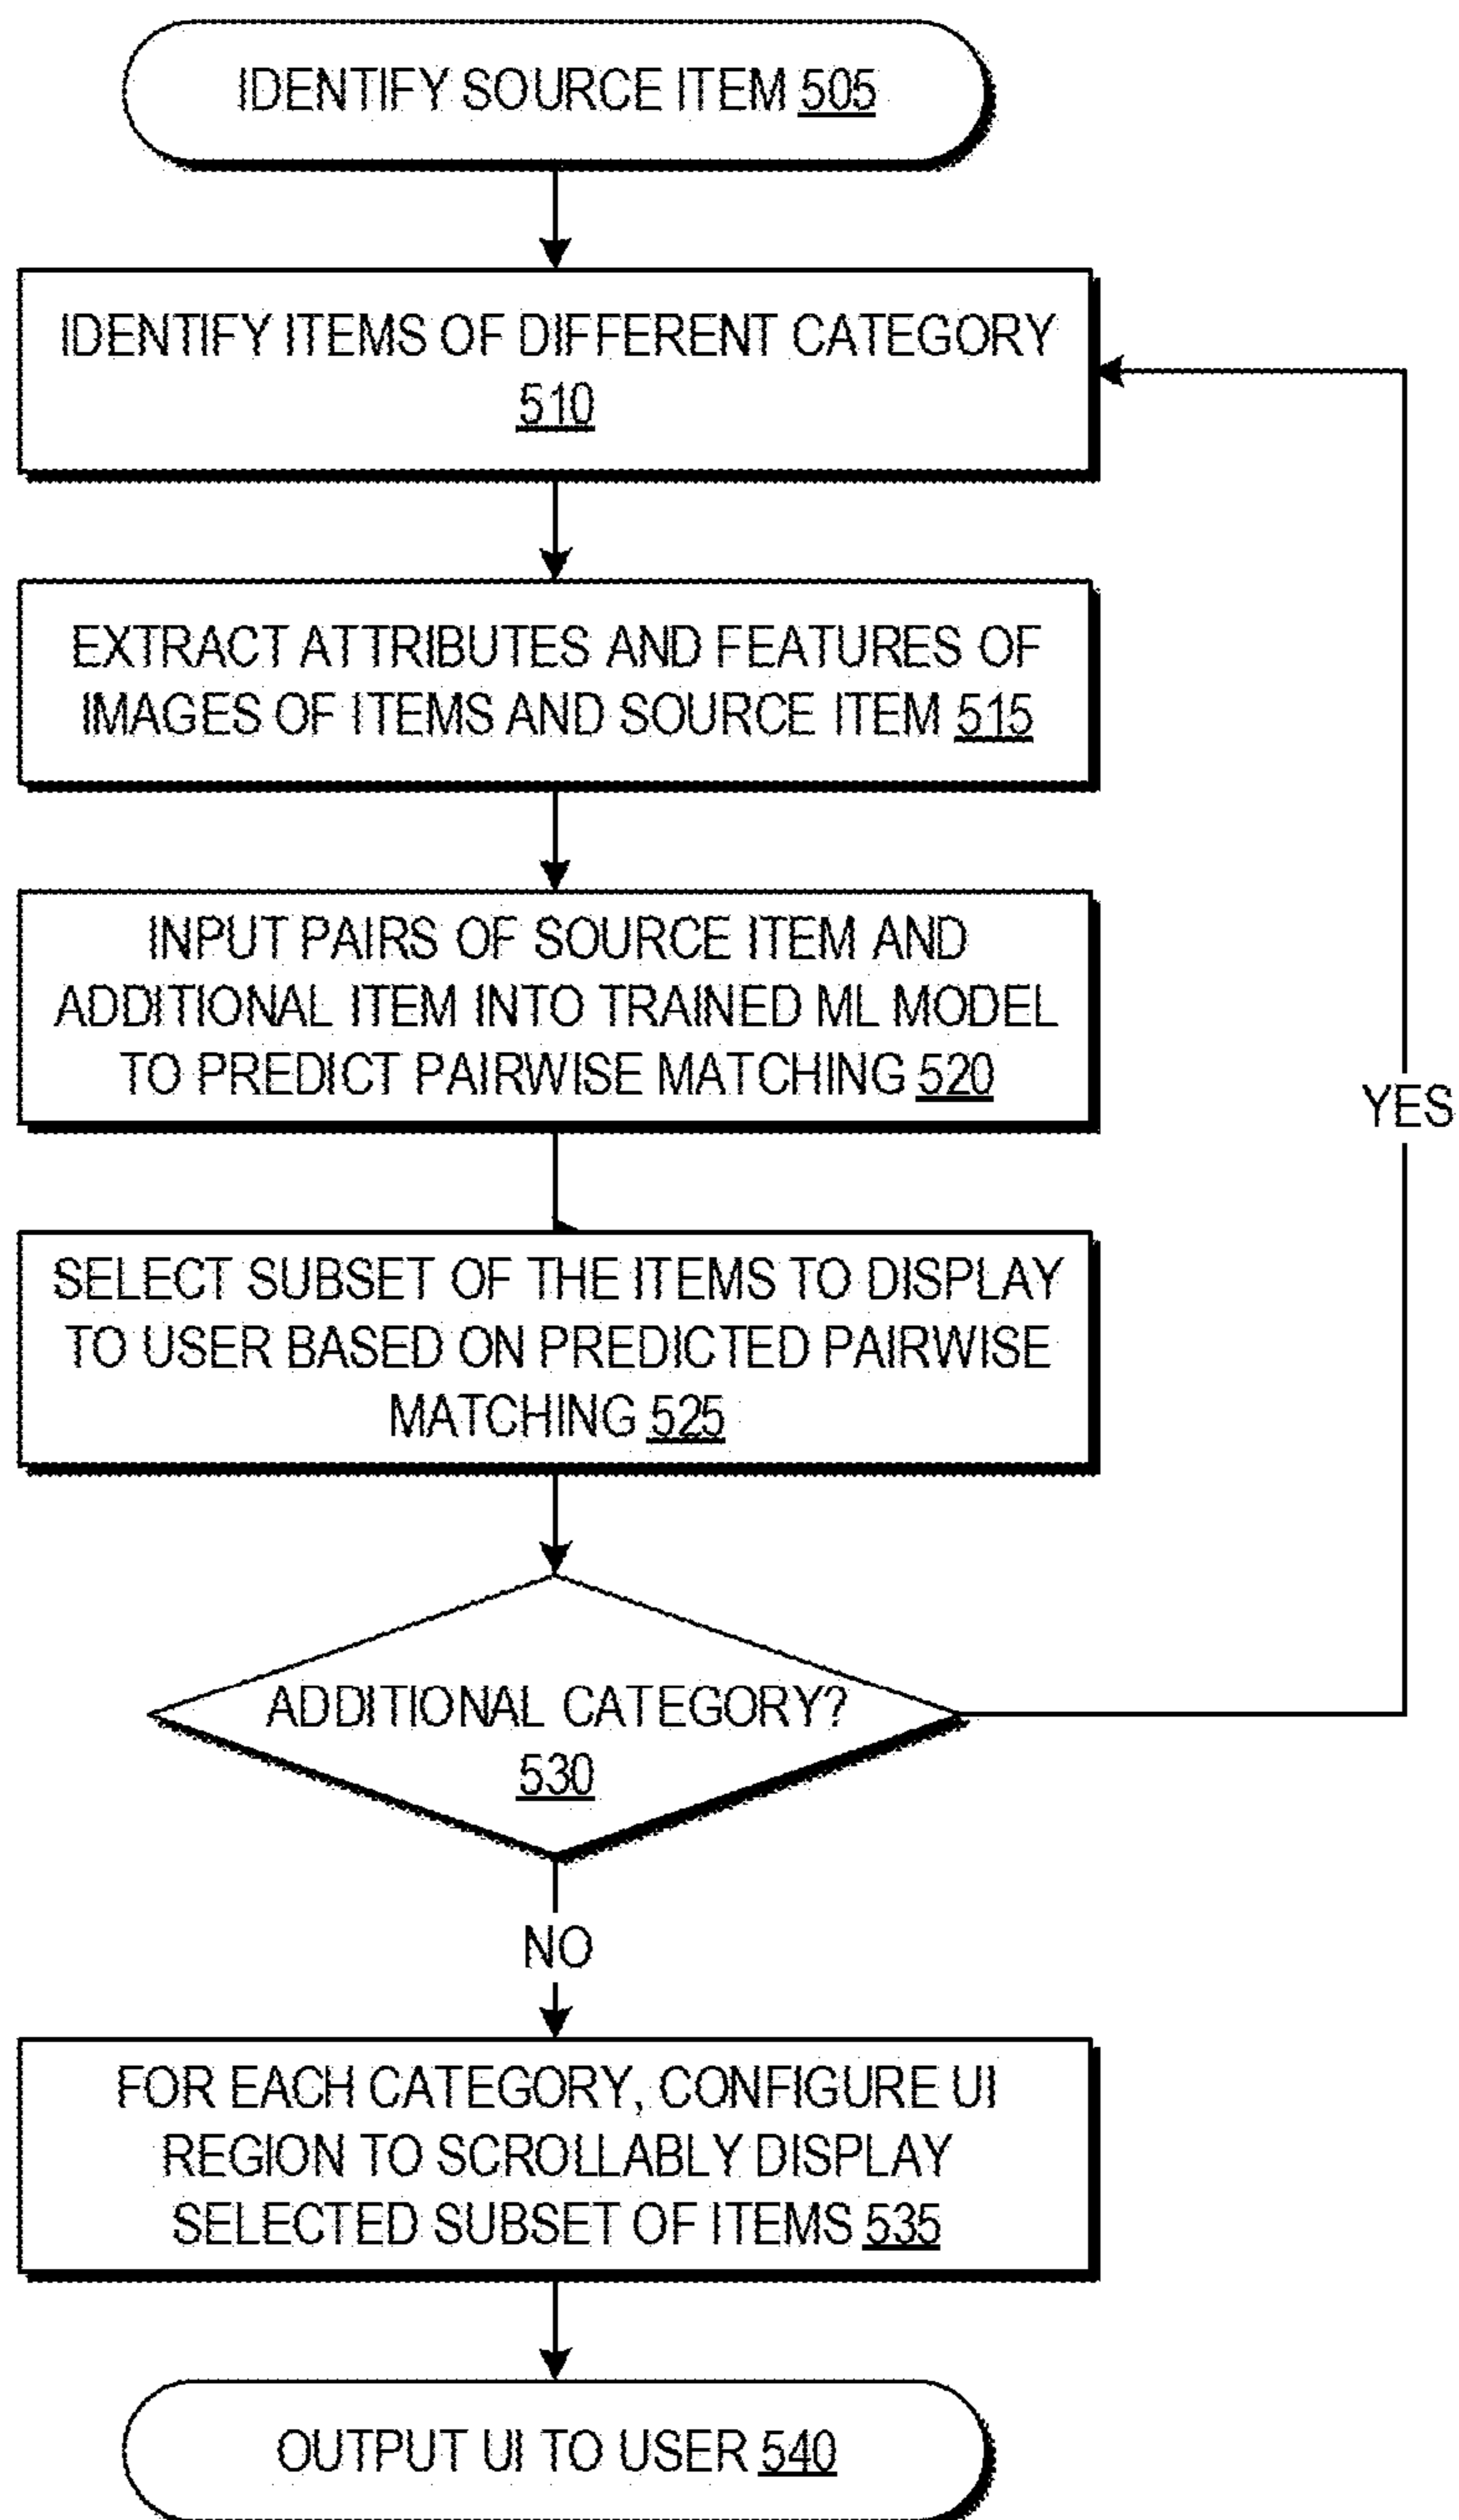 IDENTIFY SOURCE ITEM 505
IDENTIFY ITEMS OF DIFFERENT CATEGORY
510
EXTRACT ATTRIBUTES AND FEATURES OF
IMAGES OF ITEMS AND SOURCE ITEM 515
INPUT PAIRS OF SOURCE ITEM AND
ADDITIONAL ITEM INTO TRAINED ML MODEL
TO PREDICT PAIRWISE MATCHING 520
YES
SELECT SUBSET OF THE ITEMS TO DISPLAY
TO USER BASED ON PREDICTED PAIRWISE
MATCHING 525
ADDITIONAL CATEGORY?
530
NO
FOR EACH CATEGORY, CONFIGURE UI
REGION TO SCROLLABLY DISPLAY
SELECTED SUBSET OF ITEMS 535
OUTPUT UI TO USER 540